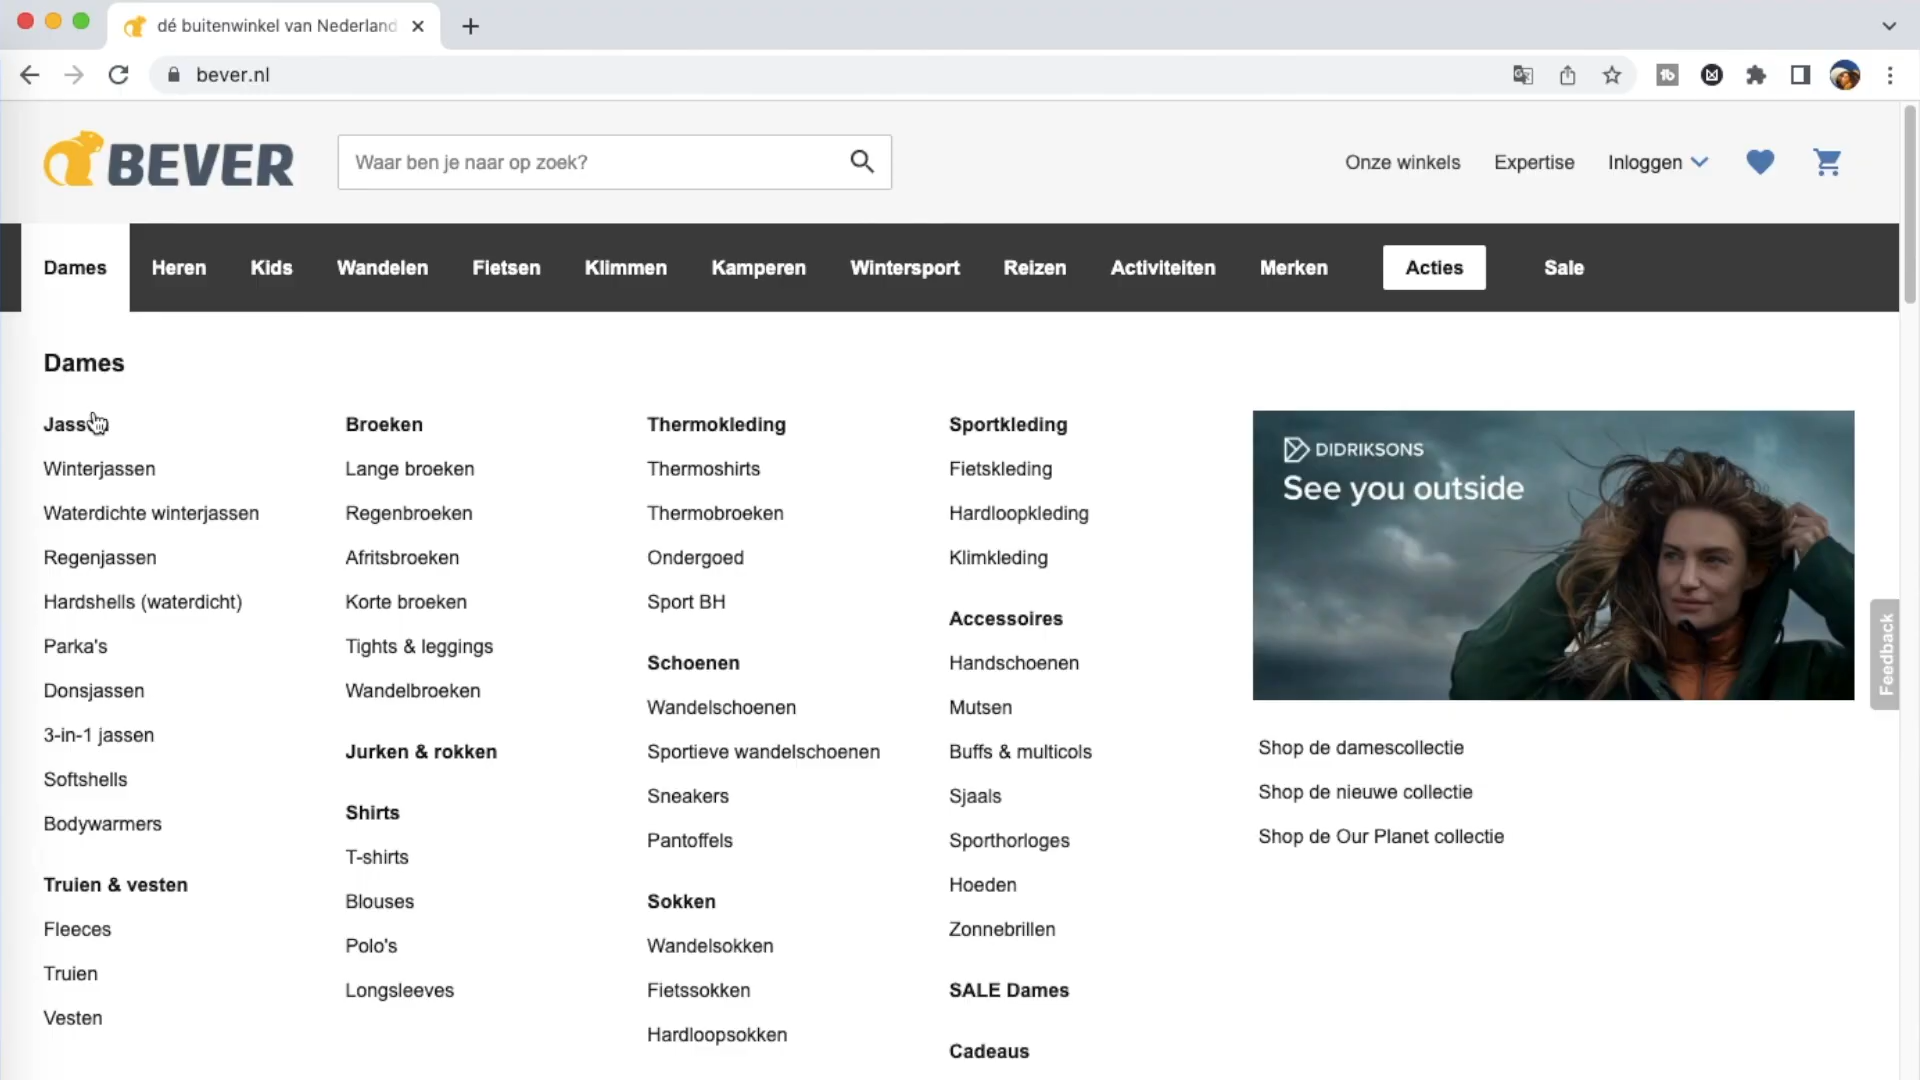 dé buitenwinkel van Nederland
bever.nl
BEVER
Waar ben je naar op zoek?
Onze winkels
Expertise
Inloggen
Dames
Heren
Kids
Wandelen
Fietsen
Klimmen
Kamperen
Wintersport
Reizen
Activiteiten
Merken
Acties
Sale
Dames
Winterjassen
Waterdichte winterjassen
Regenjassen
Hardshells (waterdicht)
Parka's
Donsjassen
3-in-1 jassen
Softshells
Bodywarmers
Truien & vesten
Fleeces
Truien
Vesten
Broeken
Lange broeken
Regenbroeken
Afritsbroeken
Korte broeken
Tights & leggings
Wandelbroeken
Jurken & rokken
Shirts
T-shirts
Blouses
Polo's
Longsleeves
Thermokleding
Thermoshirts
Thermobroeken
Ondergoed
Sport BH
Schoenen
Wandelschoenen
Sportieve wandelschoenen
Sneakers
Pantoffels
Sokken
Wandelsokken
Fietssokken
Hardloopsokken
Sportkleding
Fietskleding
Hardloopkleding
Klimkleding
Accessoires
Handschoenen
Mutsen
Buffs & multicols
Sjaals
Sporthorloges
Hoeden
Zonnebrillen
SALE Dames
Cadeaus
DIDRIKSONS
See you outside
Shop de damescollectie
Shop de nieuwe collectie
Shop de Our Planet collectie
Feedback